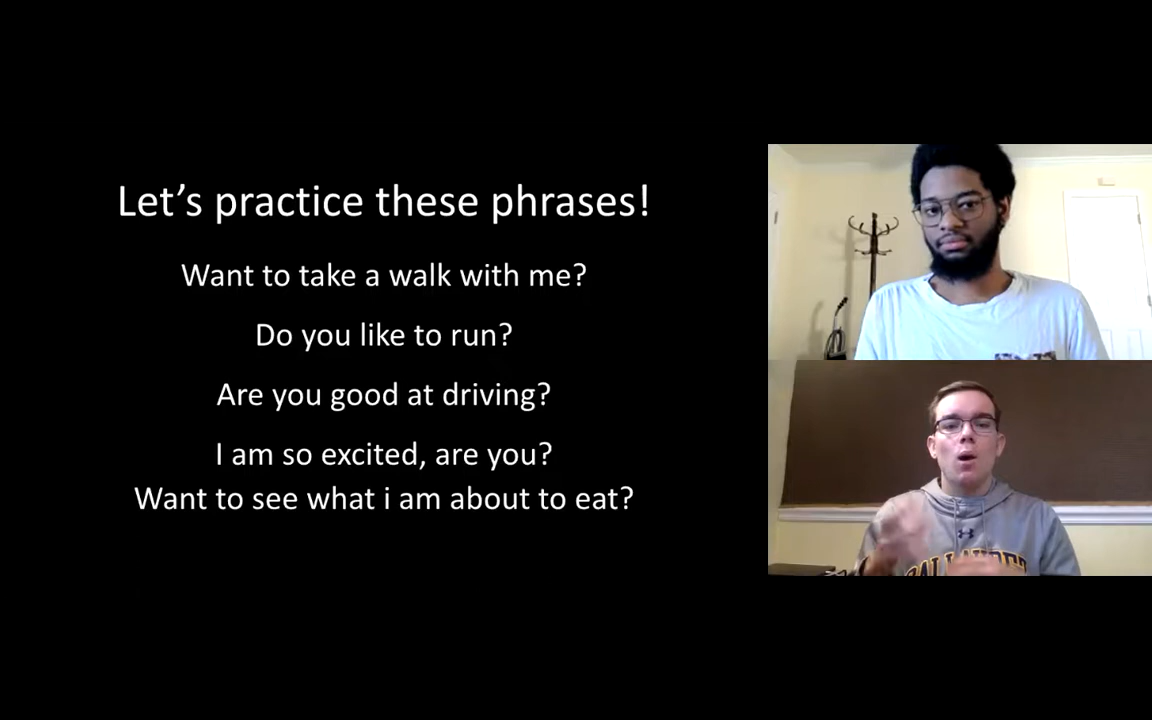 Let’s practice these phrases!
Want to take a walk with me?
Do you like to run?
Are you good at driving?
I am so excited, are you?
Want to see what i am about to eat?